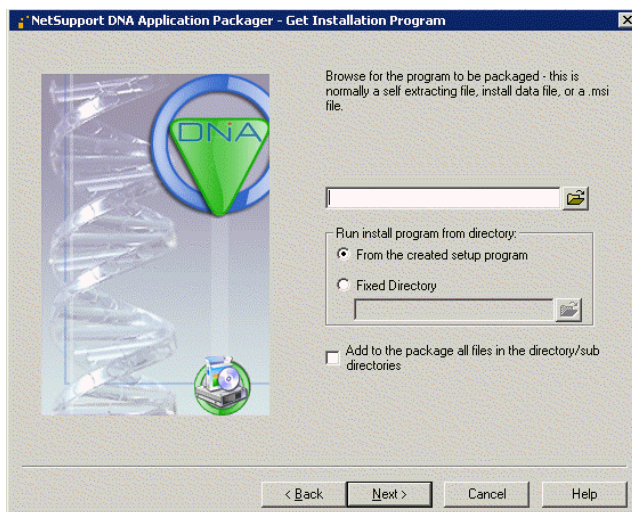 NetSupport DNA Application Packager - Get Installation Program
Browse for the program to be packaged - this is
normally a self extracting file, install data file, or a .msi
file.
DNA
Run install program from directory:
From the created setup program
Fixed Directory
Add to the package all files in the directory/sub
directories
< Back
Next >
Cancel
Help